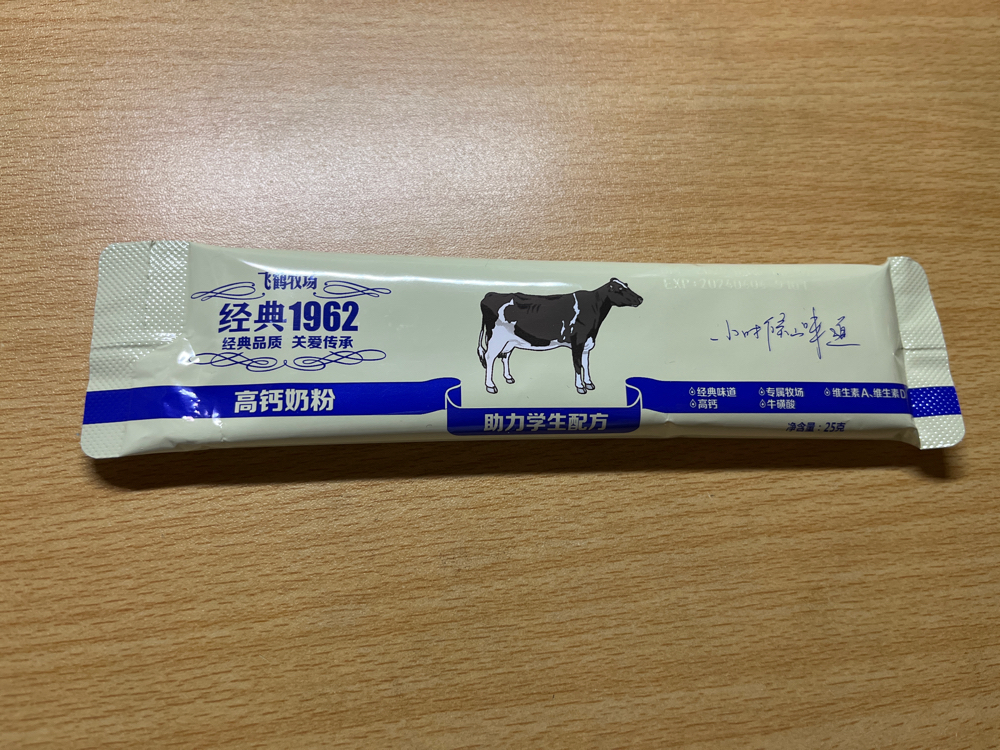 飞鹤牧场
经典1962
经典品质 关爱传承
高钙奶粉
助力学生配方
小时候的味道
经典味道 专属牧场 维生素A、维生素D
高钙 牛磺酸
净含量：25克